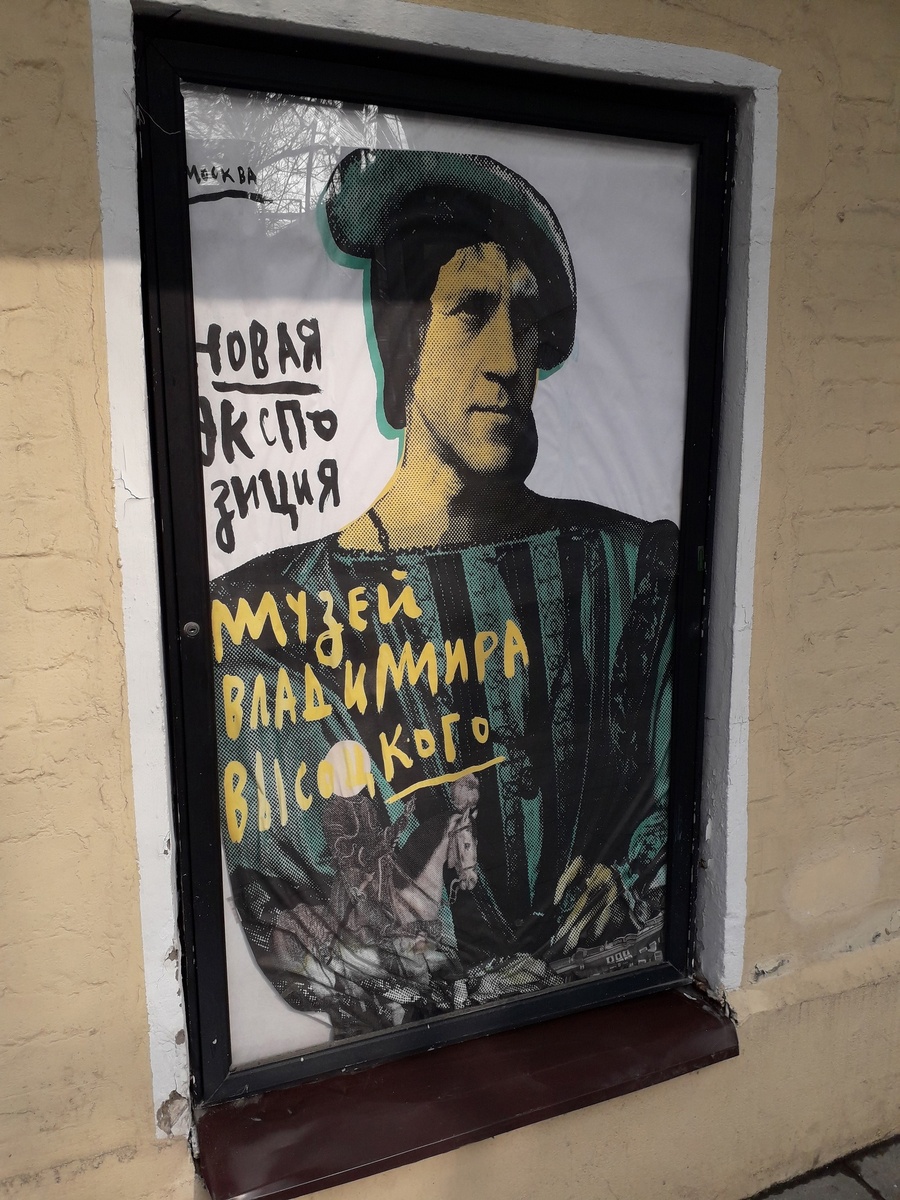 МОСКВА
НОВАЯ
ЭКСПО
ЗИЦИЯ
МУЗЕЙ
ВЛАДИМИРА
ВЫСОЦКОГО